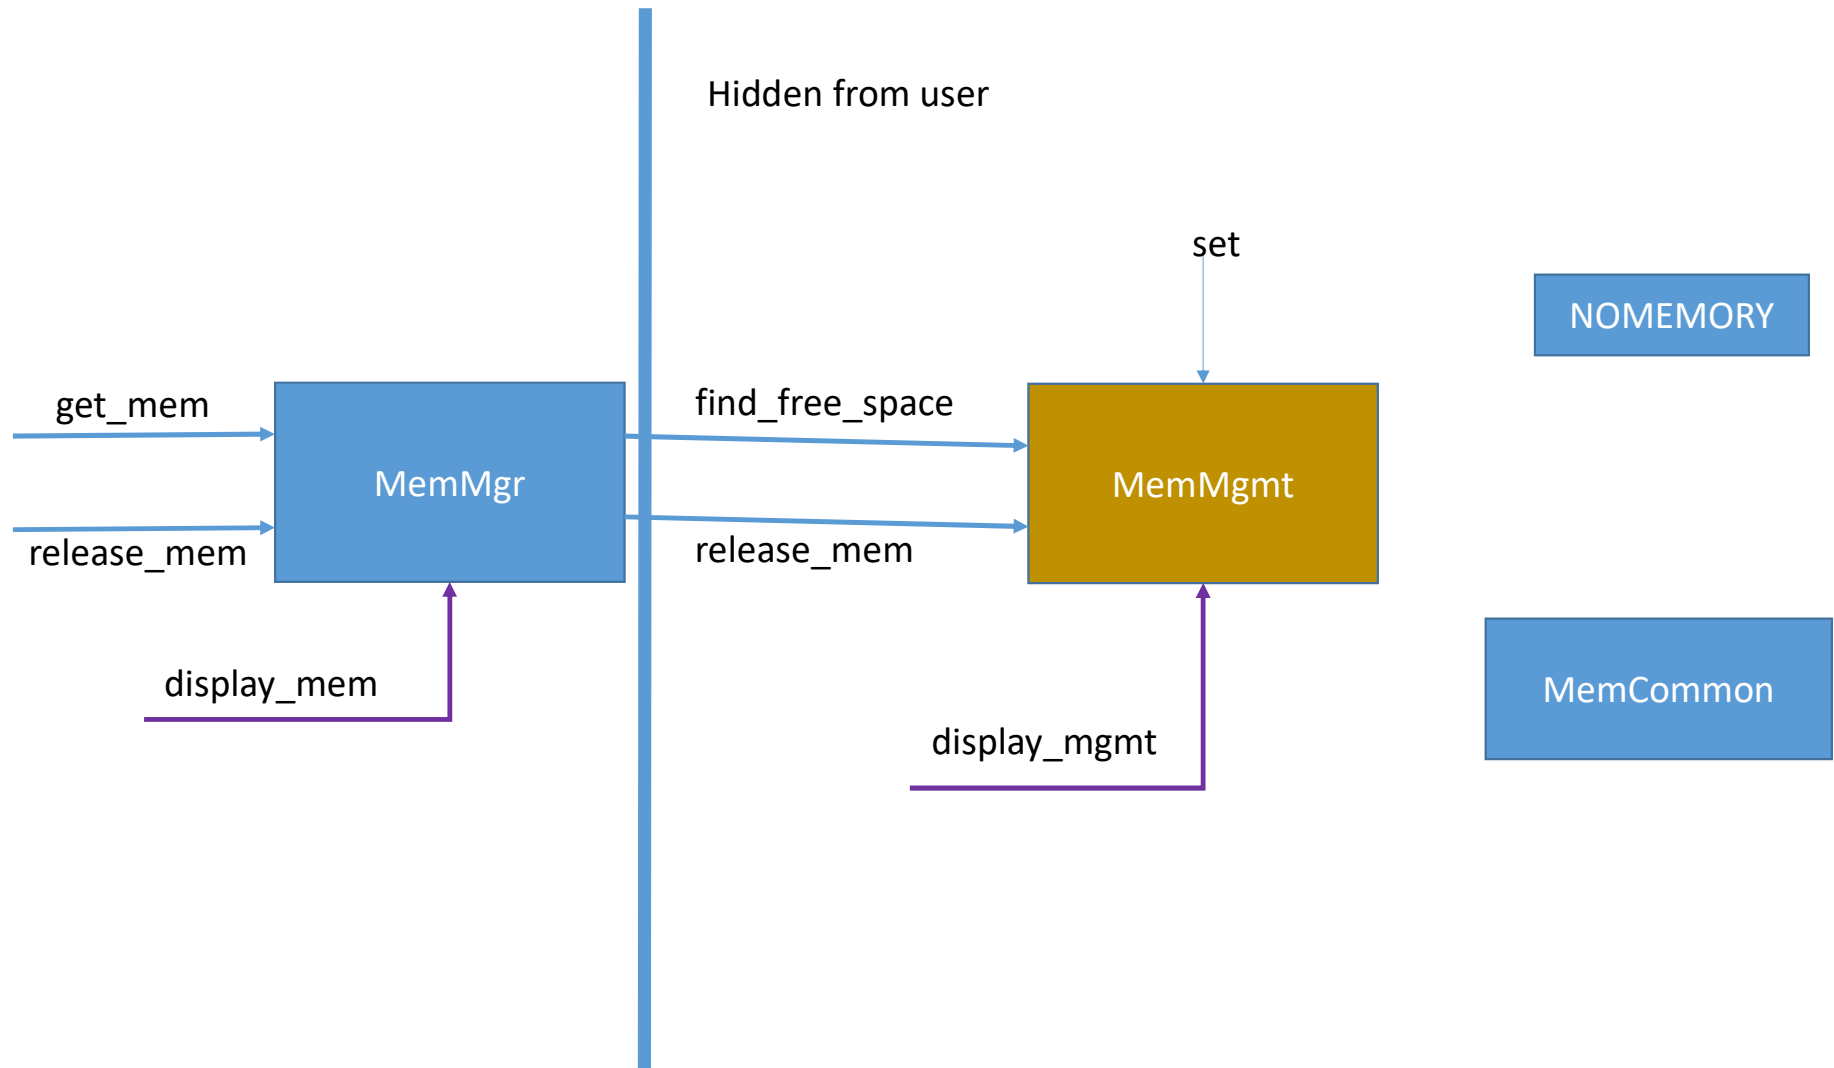 Hidden from user
set
NOMEMORY
get_mem
find_free_space
MemMgr
MemMgmt
release_mem
release_mem
display_mem
MemCommon
display_mgmt